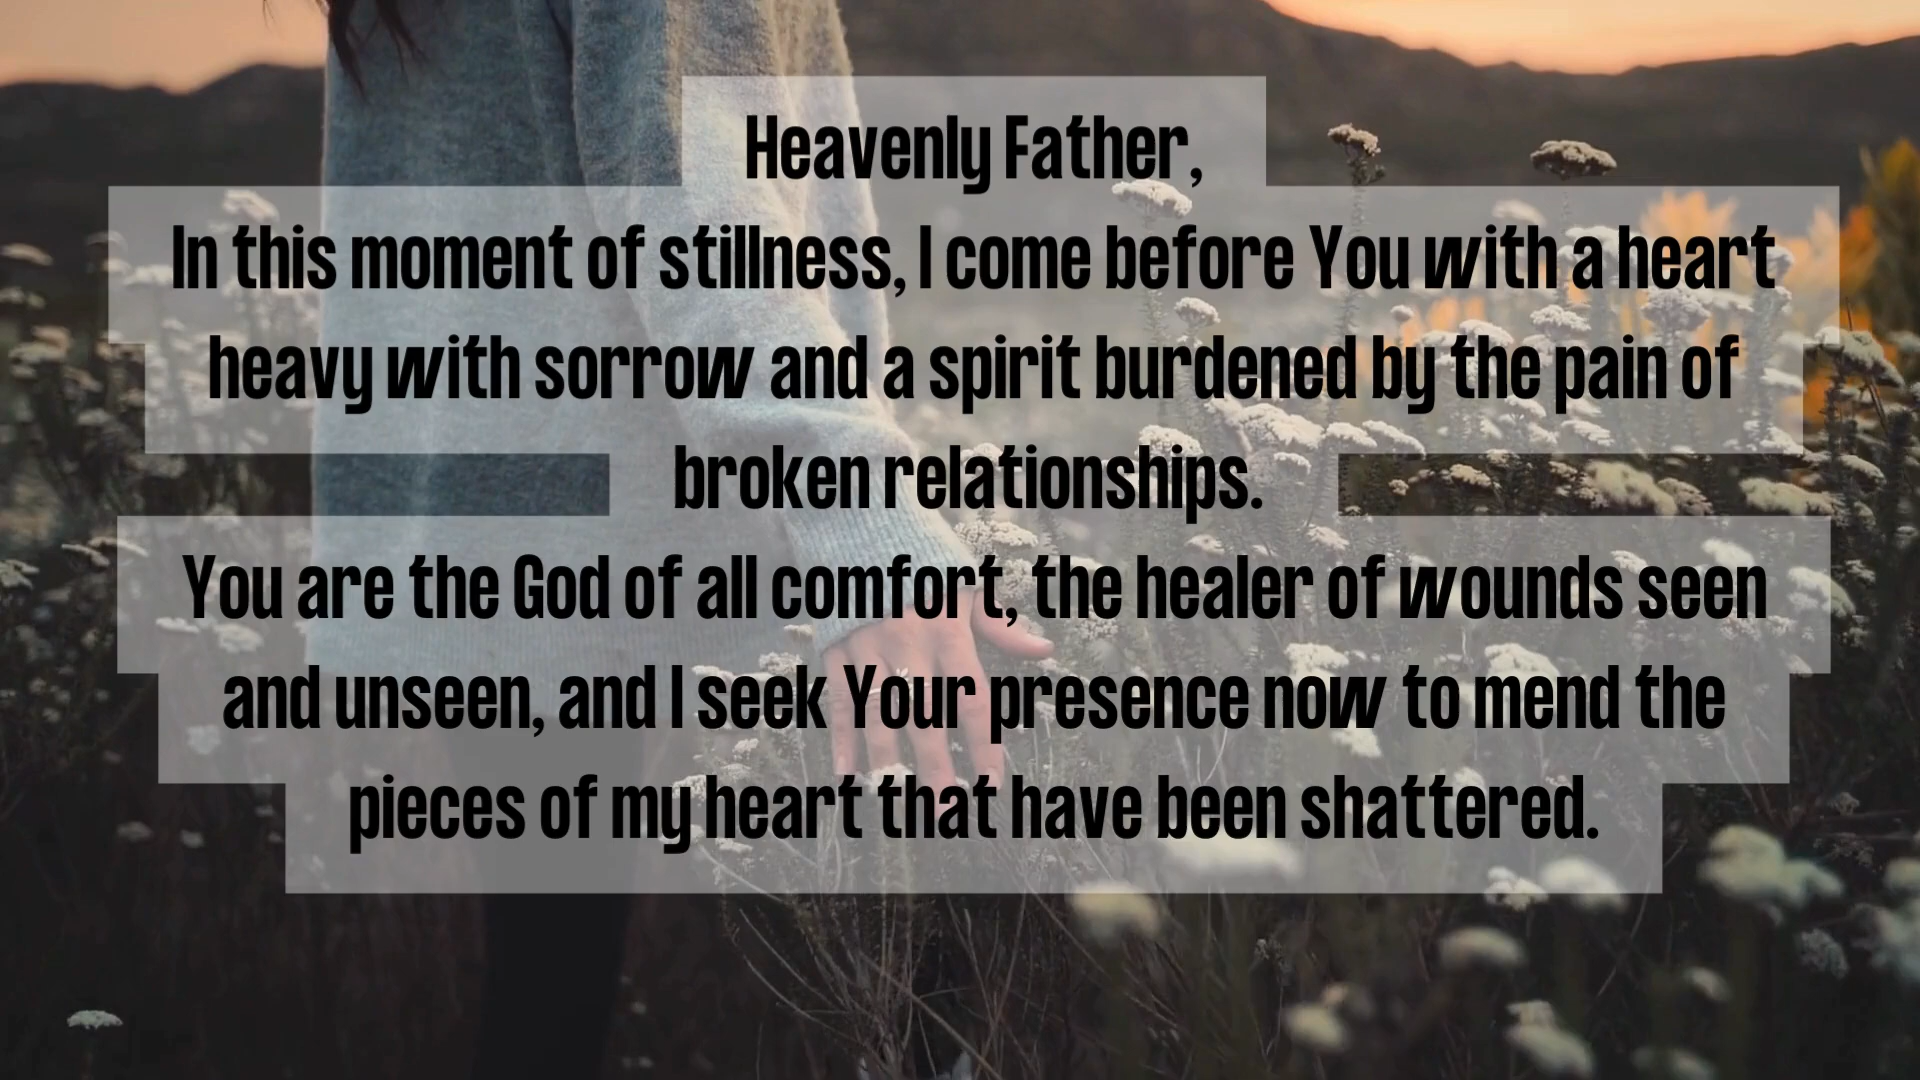 Heavenly Father,
In this moment of stillness, I come before You with a heart
heavy with sorrow and a spirit burdened by the pain of
broken relationships.
You are the God of all comfort, the healer of wounds seen
and unseen, and I seek Your presence now to mend the
pieces of my heart that have been shattered.